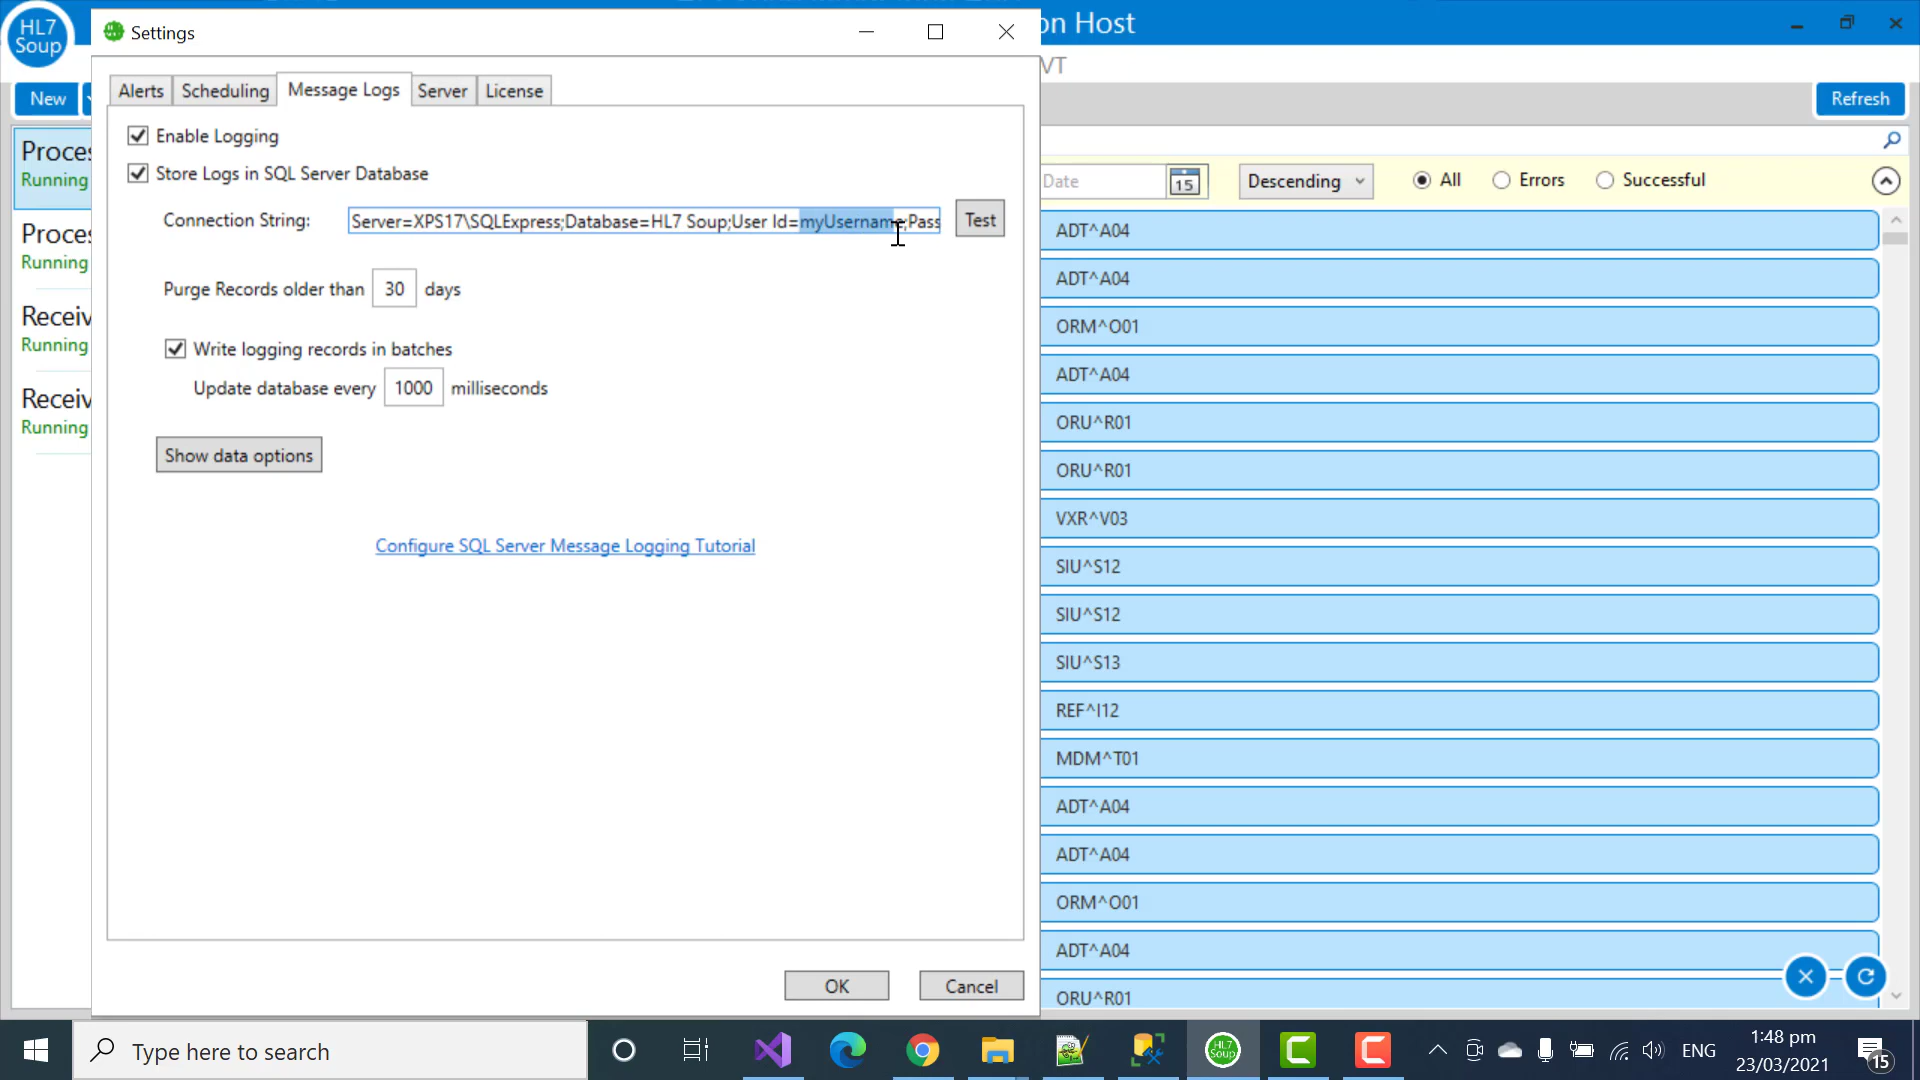 HL7
Soup
Settings
on Host
VT
New
Refresh
Alerts
Scheduling
Message Logs
Server
License
Proces
Running
Proces
Running
Receiv
Running
Receiv
Running
Enable Logging
Store Logs in SQL Server Database
Connection String:
Server=XPS17\SQLExpress;Database=HL7 Soup;User Id=myUsername;Pass
Test
Purge Records older than 30 days
Write logging records in batches
Update database every 1000 milliseconds
Show data options
Configure SQL Server Message Logging Tutorial
OK
Cancel
Date
15
Descending
All
Errors
Successful
ADT^A04
ADT^A04
ORM^O01
ADT^A04
ORU^R01
ORU^R01
VXR^V03
SIU^S12
SIU^S12
SIU^S13
REF^I12
MDM^T01
ADT^A04
ADT^A04
ORM^O01
ADT^A04
ORU^R01
Type here to search
HL7
Soup
ENG
1:48 pm
23/03/2021
15